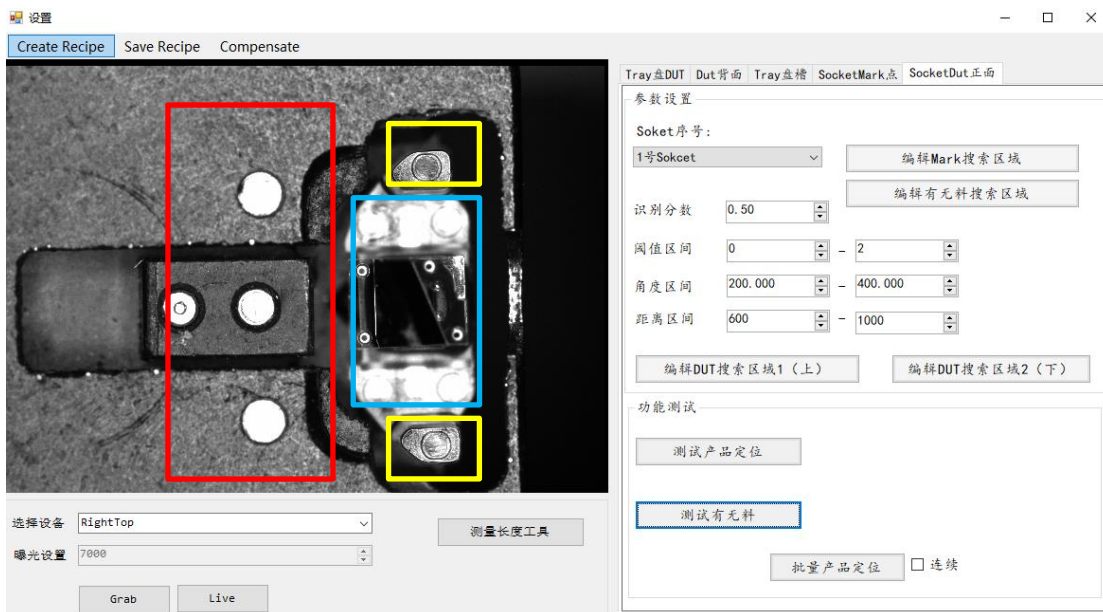 设置
Create Recipe Save Recipe Compensate
Tray盘DUT Dut背面 Tray盘槽 SocketMark点 SocketDut正面
参数设置
Soket序号:
1号Sokcet 编辑Mark搜索区域
编辑有无料搜索区域
识别分数 0.50
阈值区间 0 - 2
角度区间 200.000 - 400.000
距离区间 600 - 1000
编辑DUT搜索区域1（上） 编辑DUT搜索区域2（下）
功能测试
测试产品定位
测试有无料
批量产品定位 连续
选择设备 RightTop 测量长度工具
曝光设置 7000
Grab Live